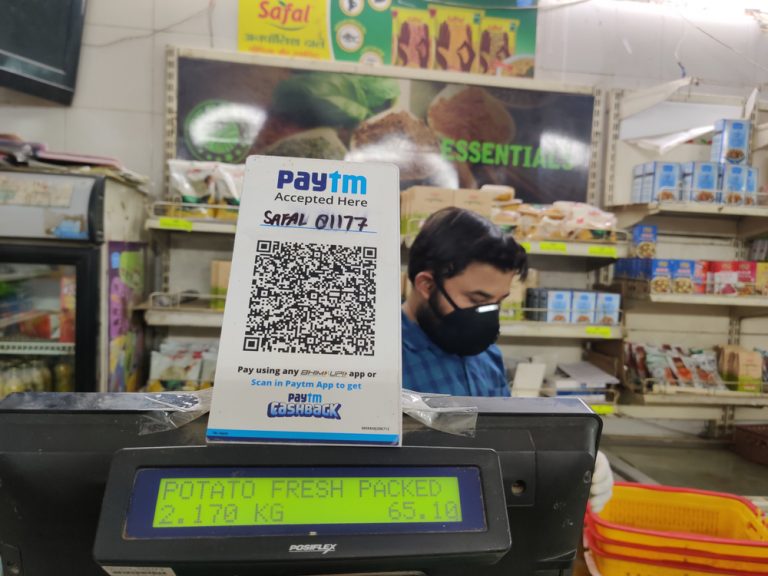 Safal
ESSENTIALS
paytm
Accepted Here
SAFAL 01177
Pay using any BHIM UPI app or
Scan in Paytm App to get
paytm
CASHBACK
POTATO FRESH PACKED
2.170 KG 65.10
POSIFLEX